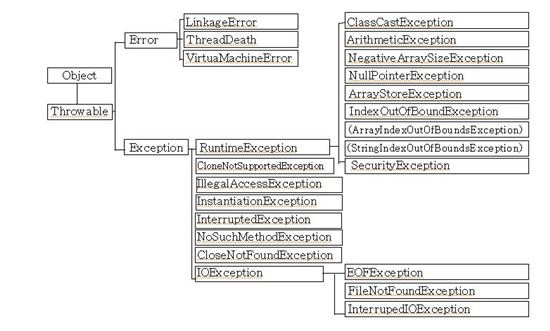 Object
Throwable
Error
LinkageError
ThreadDeath
VirtuaMachineError
Exception
RuntimeException
CloneNotSupportedException
IllegalAccessException
InstantiationException
InterruptedException
NoSuchMethodException
CloseNotFoundException
IOException
ClassCastException
ArithmeticException
NegativeArraySizeException
NullPointerException
ArrayStoreException
IndexOutOfBoundException
(ArrayIndexOutOfBoundsException)
(StringIndexOutOfBoundsException)
SecurityException
EOFException
FileNotFoundException
InterrupedIOException